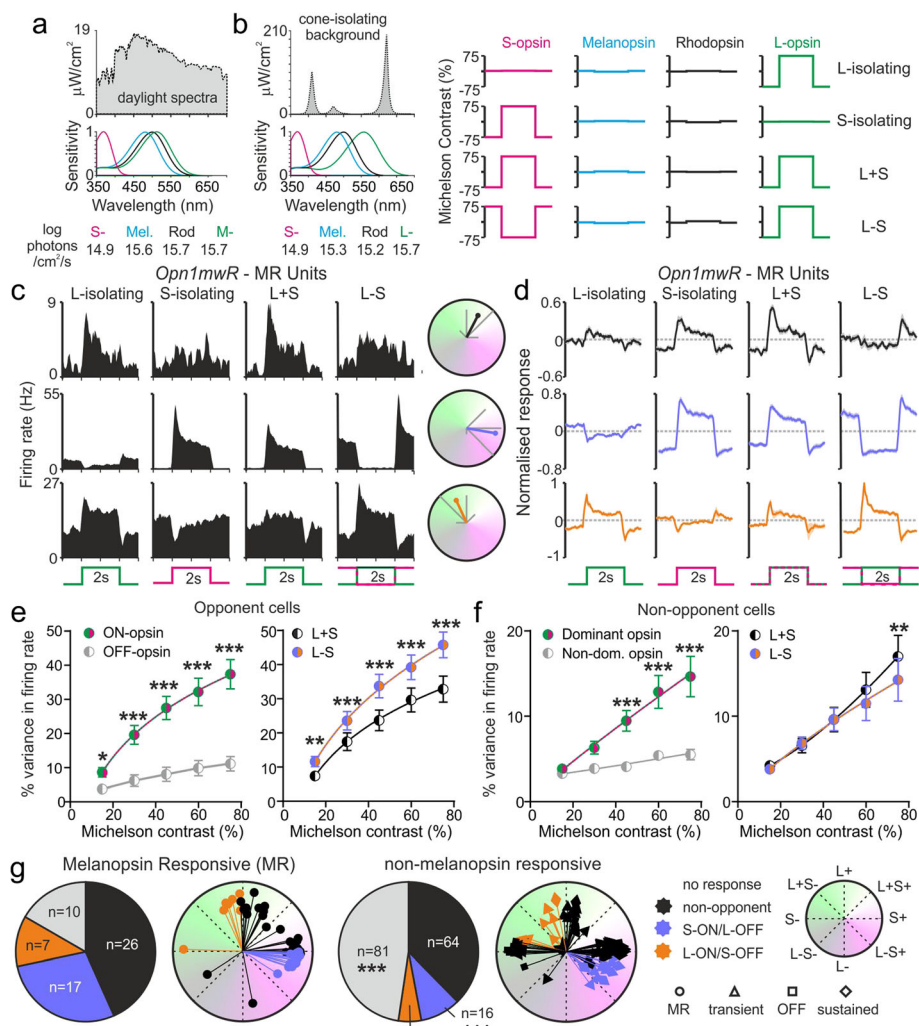 a
b
19
µW/cm²
0
daylight spectra
1
Sensitivity
0
350 450 550 650
Wavelength (nm)
cone-isolating
background
210
µW/cm²
0
1
Sensitivity
0
350 450 550 650
Wavelength (nm)
log
photons
/cm²/s
S- Mel. Rod M-
14.9 15.6 15.7 15.7
S- Mel. Rod L-
14.9 15.3 15.2 15.7
S-opsin Melanopsin Rhodopsin L-opsin
Michelson Contrast (%)
75
-75
L-isolating
75
-75
S-isolating
75
-75
L+S
75
-75
L-S
c
Opn1mwR - MR Units
L-isolating S-isolating L+S L-S
Firing rate (Hz)
9
0
55
0
27
0
2s 2s 2s 2s
d
Opn1mwR - MR Units
L-isolating S-isolating L+S L-S
Normalised response
0.6
0
-0.6
0.8
0
-0.8
1
0
-1
2s 2s 2s 2s
e
Opponent cells
% variance in firing rate
50
40
30
20
10
0
ON-opsin
OFF-opsin
* *** *** *** ***
0 20 40 60 80
Michelson contrast (%)
50
40
30
20
10
0
L+S
L-S
** *** *** *** ***
0 20 40 60 80
Michelson contrast (%)
f
Non-opponent cells
% variance in firing rate
20
10
0
Dominant opsin
Non-dom. opsin
*** *** ***
0 20 40 60 80
Michelson contrast (%)
20
10
0
L+S
L-S
**
0 20 40 60 80
Michelson contrast (%)
g
Melanopsin Responsive (MR)
n=10
n=7
n=26
n=17
non-melanopsin responsive
n=81
***
n=64
n=16
no response
non-opponent
S-ON/L-OFF
L-ON/S-OFF
L+
L+S- L+S+
S- S+
L-S- L-S+
L-
MR transient OFF sustained